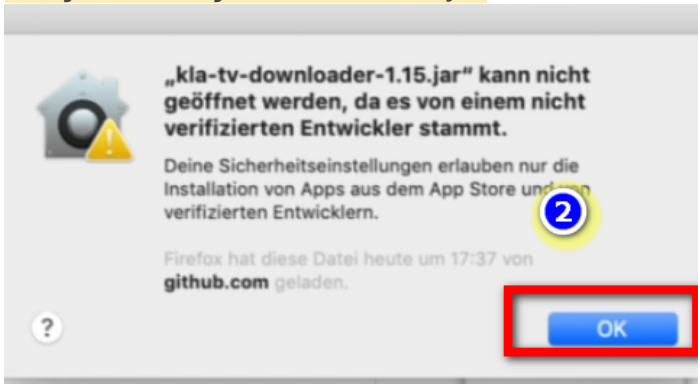 „kla-tv-downloader-1.15.jar“ kann nicht
geöffnet werden, da es von einem nicht
verifizierten Entwickler stammt.
Deine Sicherheitseinstellungen erlauben nur die
Installation von Apps aus dem App Store und von
verifizierten Entwicklern.
2
Firefox hat diese Datei heute um 17:37 von
github.com geladen.
?
OK